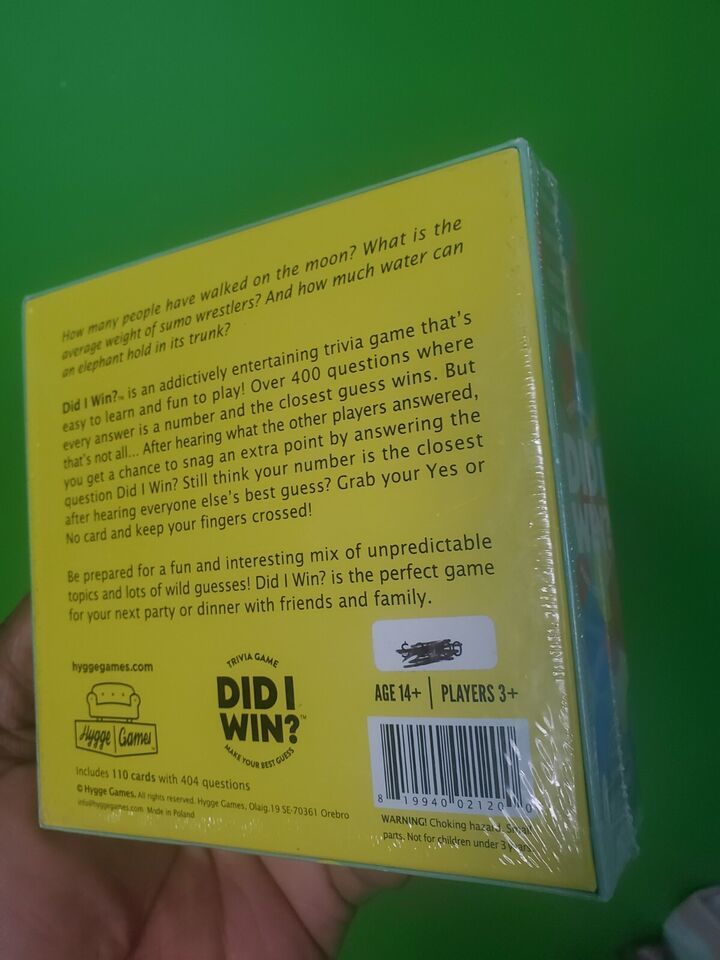 How many people have walked on the moon? What is the
average weight of sumo wrestlers? And how much water can
an elephant hold in its trunk?
Did I Win?™ is an addictively entertaining trivia game that's
easy to learn and fun to play! Over 400 questions where
every answer is a number and the closest guess wins. But
that's not all... After hearing what the other players answered,
you get a chance to snag an extra point by answering the
question Did I Win? Still think your number is the closest
after hearing everyone else's best guess? Grab your Yes or
No card and keep your fingers crossed!
Be prepared for a fun and interesting mix of unpredictable
topics and lots of wild guesses! Did I Win? is the perfect game
for your next party or dinner with friends and family.
hyggegames.com
Hygge Games
TRIVIA GAME
DID I
WIN?™
MAKE YOUR BEST GUESS
AGE 14+ | PLAYERS 3+
Includes 110 cards with 404 questions
© Hygge Games. All rights reserved. Hygge Games, Olaig.19 SE-70361 Orebro
info@hyggegames.com Made in Poland
8 19940 02120 0
WARNING! Choking hazard. Small
parts. Not for children under 3 years.